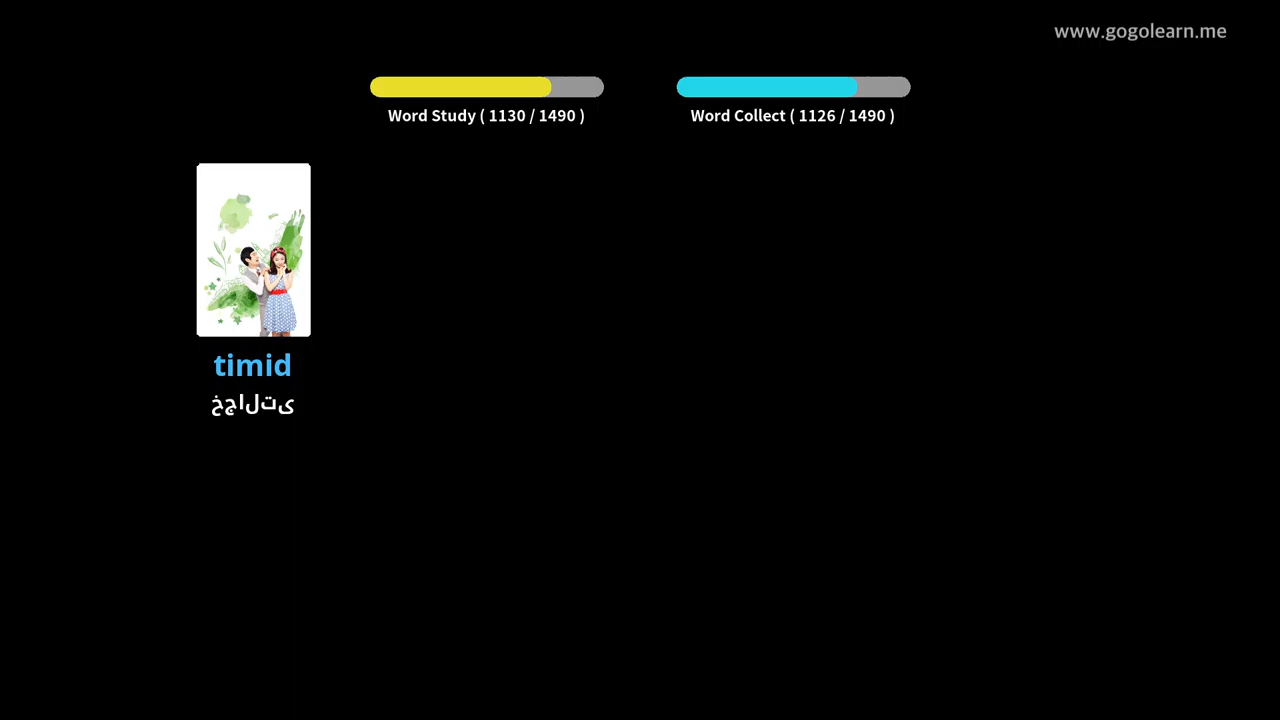 www.gogolearn.me
Word Study ( 1130 / 1490 )
Word Collect ( 1126 / 1490 )
timid
خجالتی